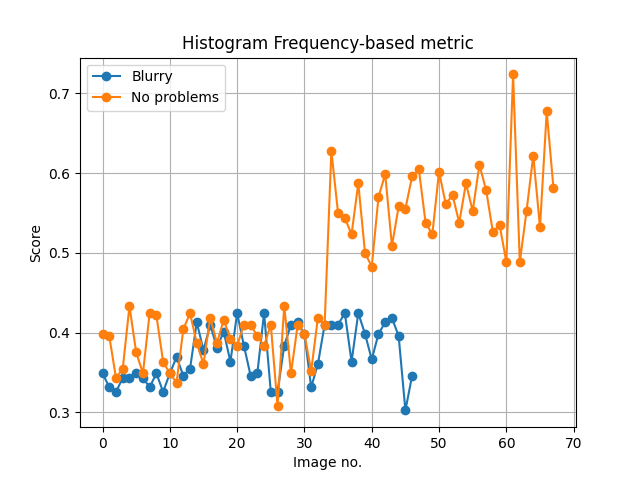 Histogram Frequency-based metric
Blurry
No problems
0.7
0.6
0.5
0.4
0.3
Score
0 10 20 30 40 50 60 70
Image no.